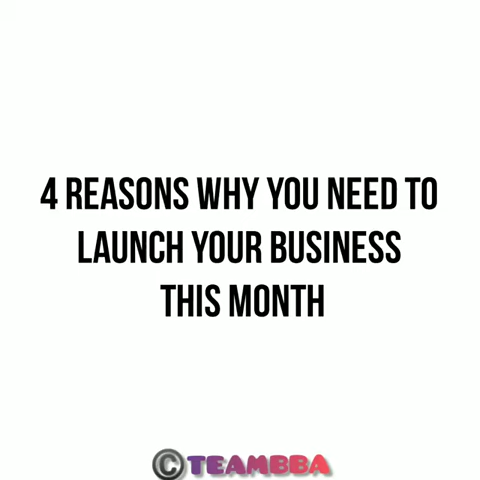 4 REASONS WHY YOU NEED TO
LAUNCH YOUR BUSINESS
THIS MONTH
©TEAMBBA